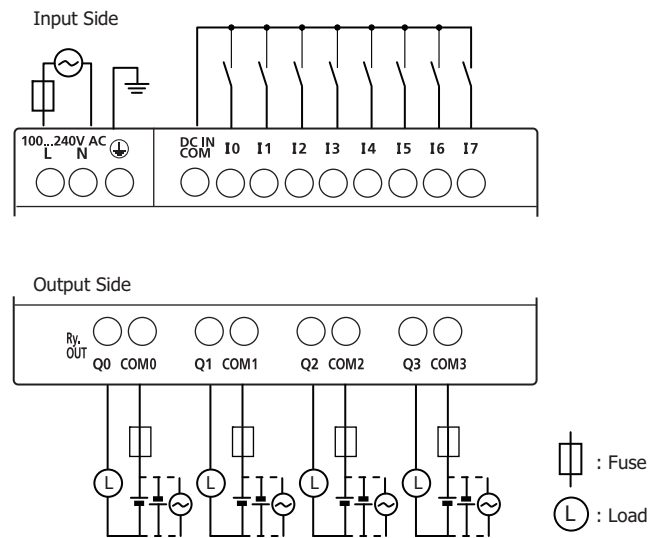 Input Side
100...240V AC
L N
DC IN
COM I0 I1 I2 I3 I4 I5 I6 I7
Output Side
Ry.
OUT
Q0 COM0 Q1 COM1 Q2 COM2 Q3 COM3
: Fuse
L L L L
L : Load